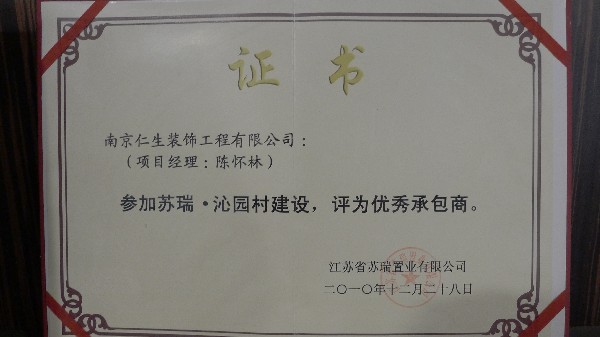 证 书
南京仁生装饰工程有限公司：
（项目经理：陈怀林）
参加苏瑞·沁园村建设，评为优秀承包商。
江苏省苏瑞置业有限公司
二〇一〇年十二月二十八日